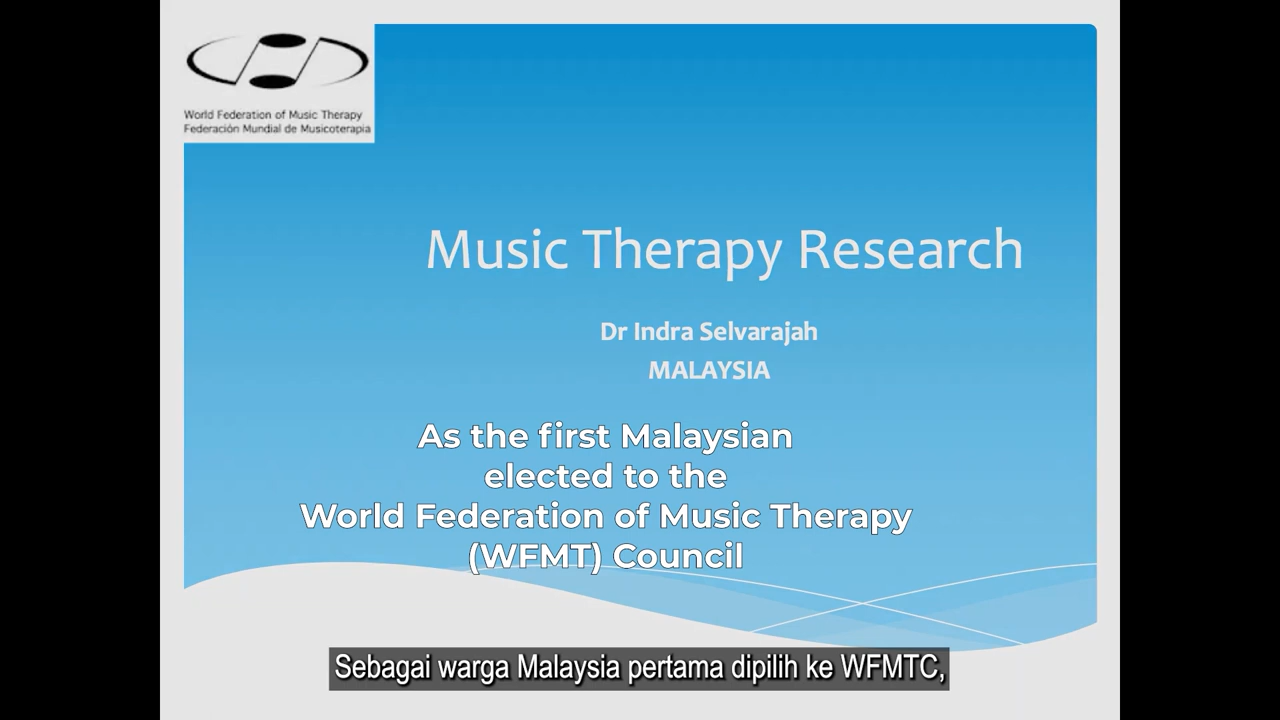 World Federation of Music Therapy
Federación Mundial de Musicoterapia
Music Therapy Research
Dr Indra Selvarajah
MALAYSIA
As the first Malaysian
elected to the
World Federation of Music Therapy
(WFMT) Council
Sebagai warga Malaysia pertama dipilih ke WFMTC,